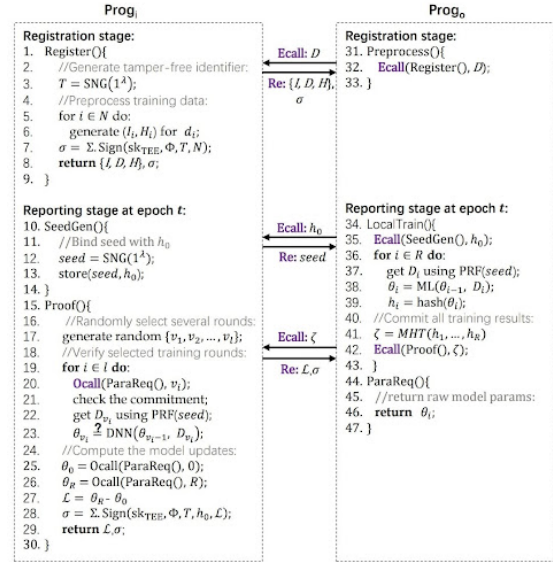 Prog_i
Registration stage:
1. Register(){
2. //Generate tamper-free identifier:
3. T = SNG(1^λ);
4. //Preprocess training data:
5. for i ∈ N do:
6. generate (I_i, H_i) for d_i;
7. σ = Σ.Sign(sk_TEE, Φ, T, N);
8. return {I, D, H}, σ;
9. }
Reporting stage at epoch t:
10. SeedGen(){
11. //Bind seed with h_0
12. seed = SNG(1^λ);
13. store(seed, h_0);
14. }
15. Proof(){
16. //Randomly select several rounds:
17. generate random {v_1, v_2, ..., v_l};
18. //Verify selected training rounds:
19. for i ∈ l do:
20. Ocall(ParaReq(), v_i);
21. check the commitment;
22. get D_{v_i} using PRF(seed);
23. θ_{v_i} ≟ DNN(θ_{v_i-1}, D_{v_i});
24. //Compute the model updates:
25. θ_0 = Ocall(ParaReq(), 0);
26. θ_R = Ocall(ParaReq(), R);
27. ℒ = θ_R - θ_0
28. σ = Σ.Sign(sk_TEE, Φ, T, h_0, ℒ);
29. return ℒ,σ;
30. }
Ecall: D
Re: {I, D, H},
σ
Ecall: h_0
Re: seed
Ecall: ζ
Re: ℒ,σ
Prog_o
Registration stage:
31. Preprocess(){
32. Ecall(Register(), D);
33. }
Reporting stage at epoch t:
34. LocalTrain(){
35. Ecall(SeedGen(), h_0);
36. for i ∈ R do:
37. get D_i using PRF(seed);
38. θ_i = ML(θ_{i-1}, D_i);
39. h_i = hash(θ_i);
40. //Commit all training results:
41. ζ = MHT(h_1, ..., h_R)
42. Ecall(Proof(), ζ);
43. }
44. ParaReq(){
45. //return raw model params:
46. return θ_i;
47. }